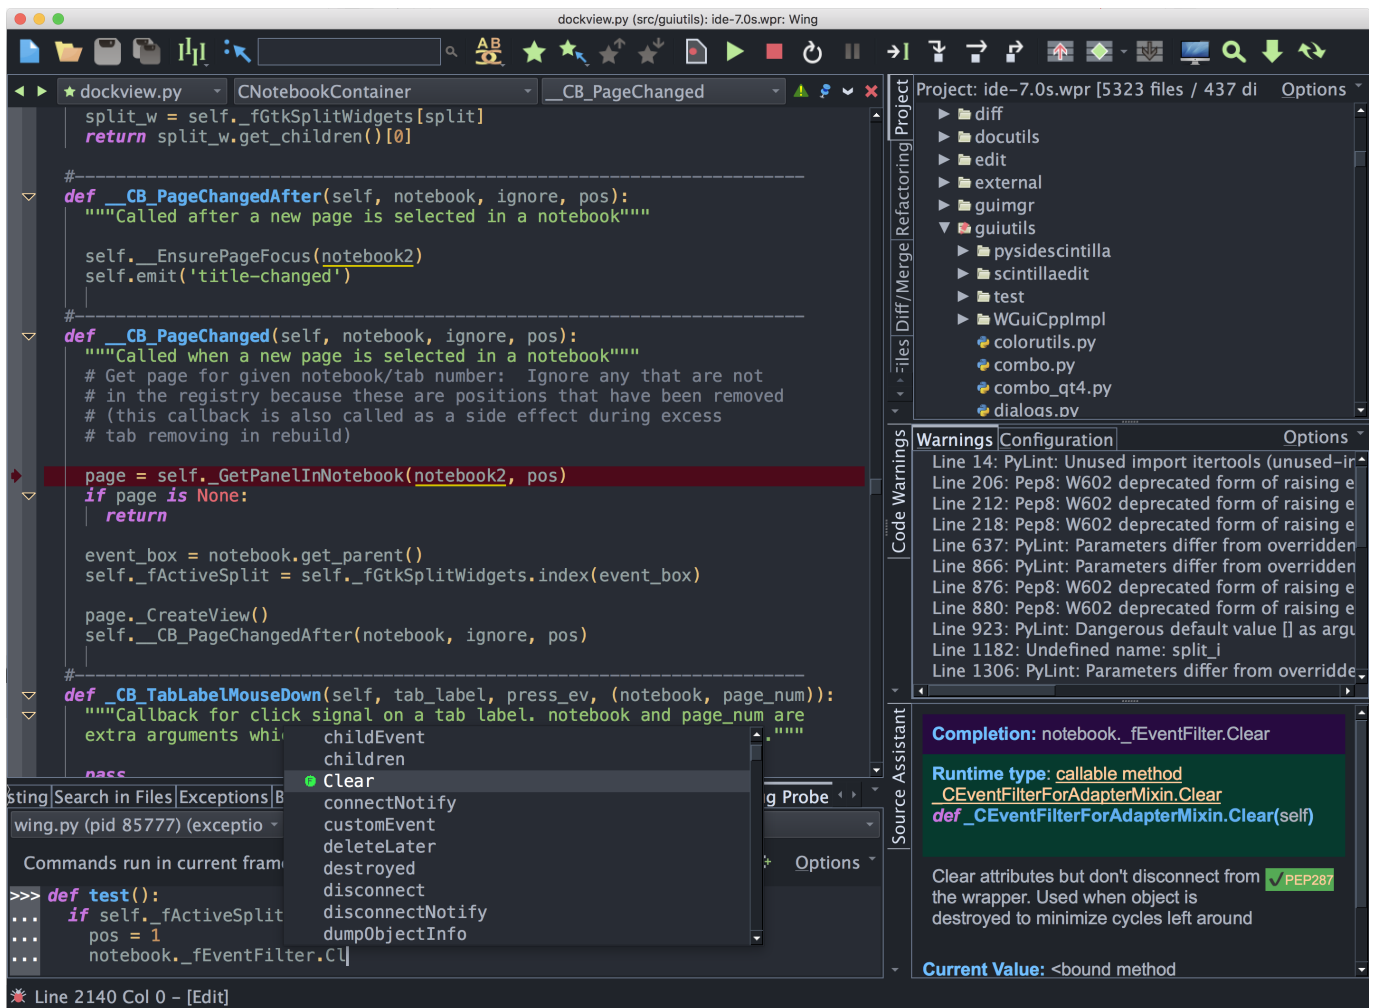 dockview.py (src/guiutils): ide-7.0s.wpr: Wing
AB
dockview.py
CNotebookContainer
__CB_PageChanged
split_w = self._fGtkSplitWidgets[split]
return split_w.get_children()[0]
#-----------------------------------------------------------------------
def __CB_PageChangedAfter(self, notebook, ignore, pos):
"""Called after a new page is selected in a notebook"""
self.__EnsurePageFocus(notebook2)
self.emit('title-changed')
#-----------------------------------------------------------------------
def __CB_PageChanged(self, notebook, ignore, pos):
"""Called when a new page is selected in a notebook"""
# Get page for given notebook/tab number:  Ignore any that are not
# in the registry because these are positions that have been removed
# (this callback is also called as a side effect during excess
# tab removing in rebuild)
page = self._GetPanelInNotebook(notebook2, pos)
if page is None:
return
event_box = notebook.get_parent()
self._fActiveSplit = self._fGtkSplitWidgets.index(event_box)
page._CreateView()
self.__CB_PageChangedAfter(notebook, ignore, pos)
#-----------------------------------------------------------------------
def _CB_TabLabelMouseDown(self, tab_label, press_ev, (notebook, page_num)):
"""Callback for click signal on a tab label. notebook and page_num are
extra arguments whi ."""
pass
childEvent
children
Clear
connectNotify
customEvent
deleteLater
destroyed
disconnect
disconnectNotify
dumpObjectInfo
sting
Search in Files
Exceptions
B
g Probe
wing.py (pid 85777) (exceptio
Commands run in current fram
Options
>>> def test():
... if self._fActiveSplit
... pos = 1
... notebook._fEventFilter.Cl
Line 2140 Col 0 - [Edit]
Project
Refactoring
Diff/Merge
Files
Project: ide-7.0s.wpr [5323 files / 437 di
Options
diff
docutils
edit
external
guimgr
guiutils
pysidescintilla
scintillaedit
test
WGuiCppImpl
colorutils.py
combo.py
combo_qt4.py
dialogs.py
Code Warnings
Warnings
Configuration
Options
Line 14: PyLint: Unused import itertools (unused-ir
Line 206: Pep8: W602 deprecated form of raising e
Line 212: Pep8: W602 deprecated form of raising e
Line 218: Pep8: W602 deprecated form of raising e
Line 637: PyLint: Parameters differ from overridden
Line 866: PyLint: Parameters differ from overridden
Line 876: Pep8: W602 deprecated form of raising e
Line 880: Pep8: W602 deprecated form of raising e
Line 923: PyLint: Dangerous default value [] as argu
Line 1182: Undefined name: split_i
Line 1306: PyLint: Parameters differ from overridde
Source Assistant
Completion: notebook._fEventFilter.Clear
Runtime type: callable method
_CEventFilterForAdapterMixin.Clear
def _CEventFilterForAdapterMixin.Clear(self)
Clear attributes but don't disconnect from
PEP287
the wrapper. Used when object is
destroyed to minimize cycles left around
Current Value: <bound method